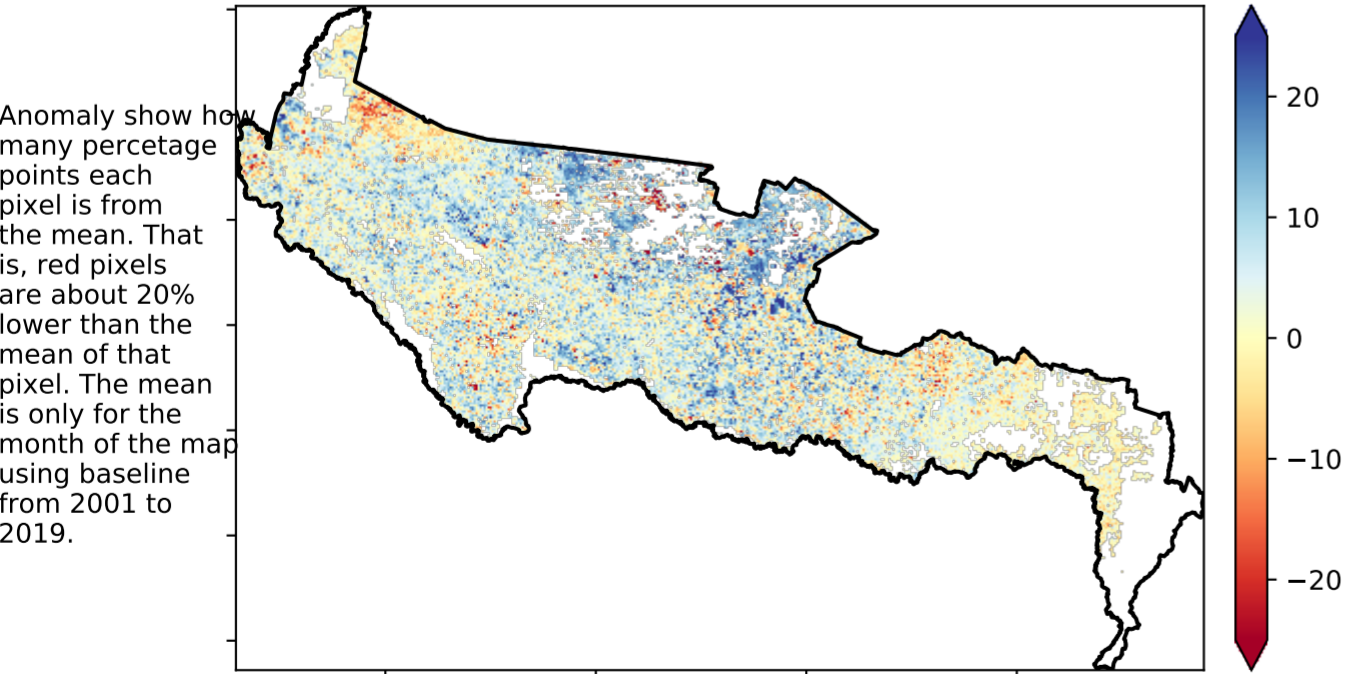 Anomaly show how
many percetage
points each
pixel is from
the mean. That
is, red pixels
are about 20%
lower than the
mean of that
pixel. The mean
is only for the
month of the map
using baseline
from 2001 to
2019.
20
10
0
−10
−20